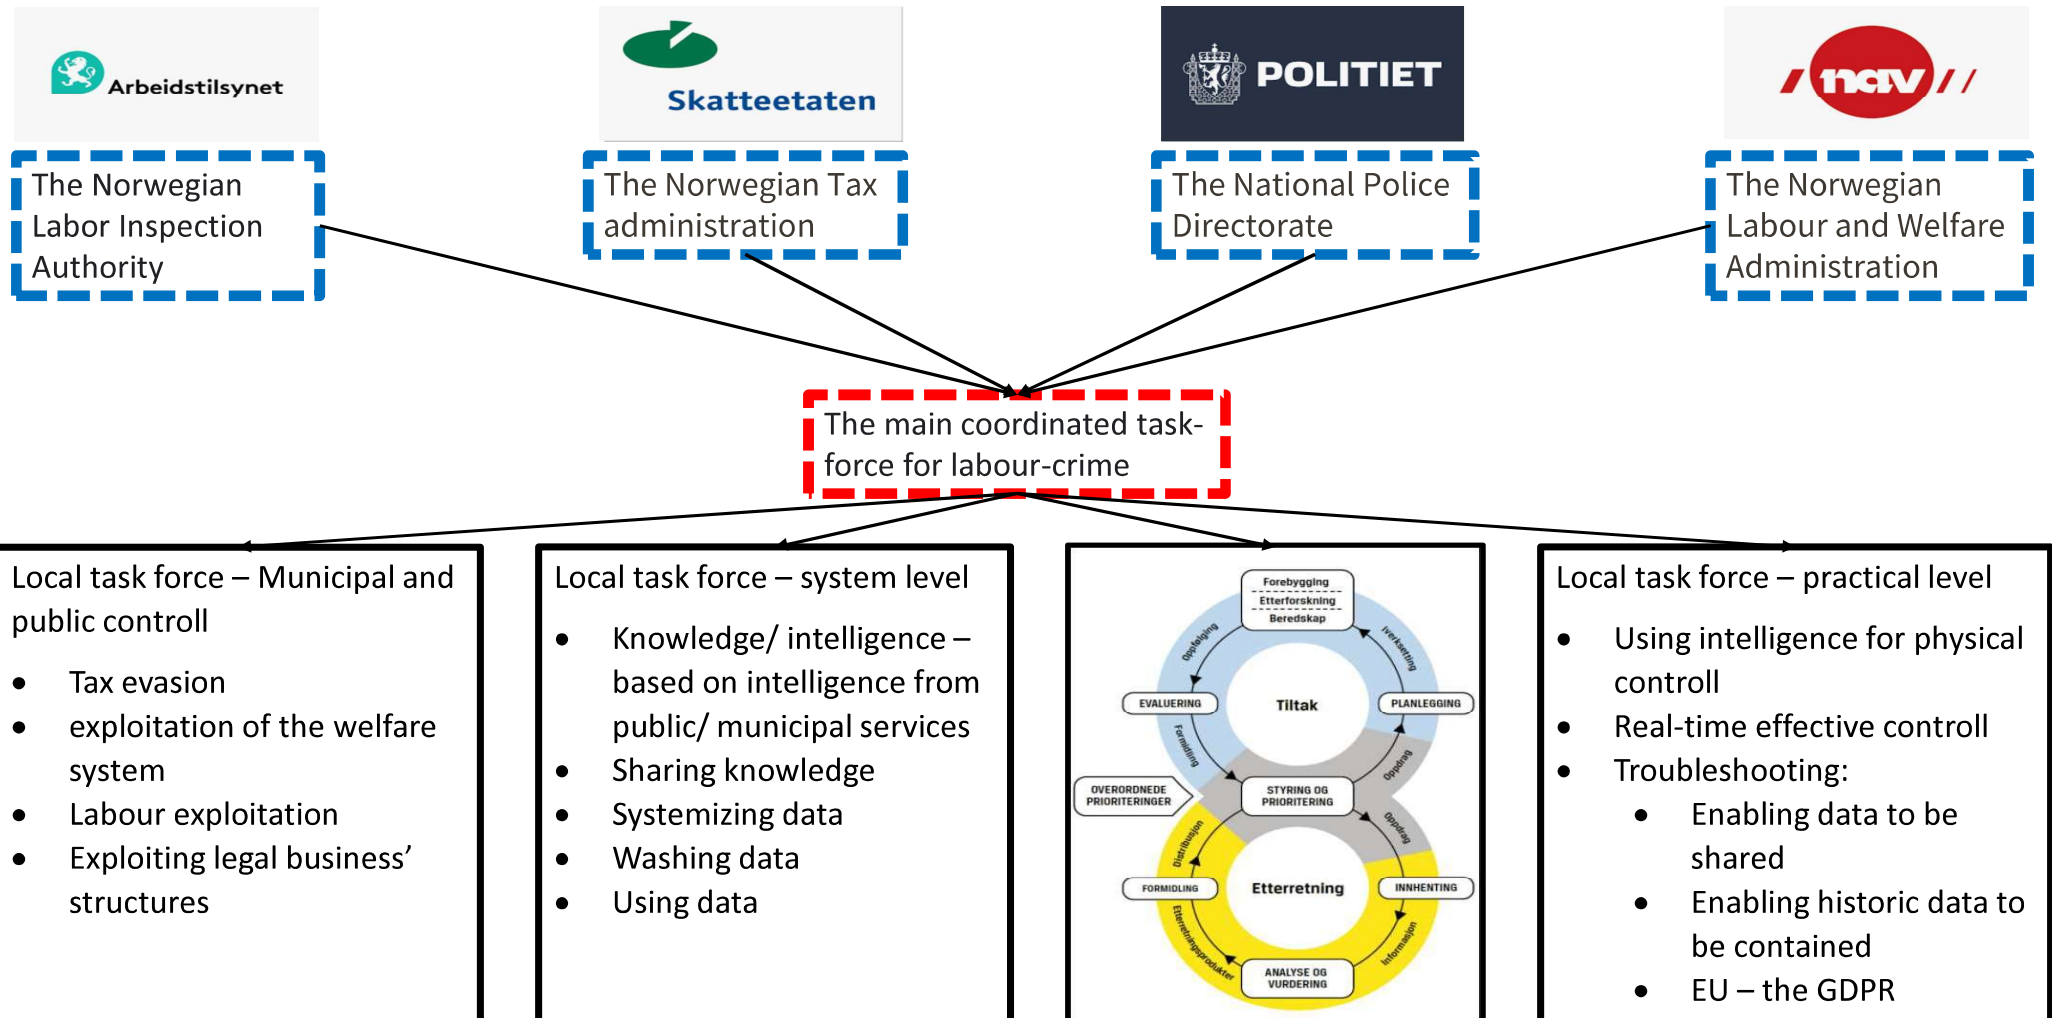 Arbeidstilsynet
Skatteetaten
POLITIET
nav
The Norwegian
Labor Inspection
Authority
The Norwegian Tax
administration
The National Police
Directorate
The Norwegian
Labour and Welfare
Administration
The main coordinated task-
force for labour-crime
Local task force – Municipal and
public controll
• Tax evasion
• exploitation of the welfare
system
• Labour exploitation
• Exploiting legal business’
structures
Local task force – system level
• Knowledge/ intelligence –
based on intelligence from
public/ municipal services
• Sharing knowledge
• Systemizing data
• Washing data
• Using data
Forebygging
Etterforskning
Beredskap
Oppfølging
Iverksetting
EVALUERING
Tiltak
PLANLEGGING
Formidling
Oppdrag
OVERORDNEDE
PRIORITERINGER
STYRING OG
PRIORITERING
Distribusjon
Oppdrag
FORMIDLING
Etterretning
INNHENTING
Etterretningsprodukter
Informasjon
ANALYSE OG
VURDERING
Local task force – practical level
• Using intelligence for physical
controll
• Real-time effective controll
• Troubleshooting:
• Enabling data to be
shared
• Enabling historic data to
be contained
• EU – the GDPR